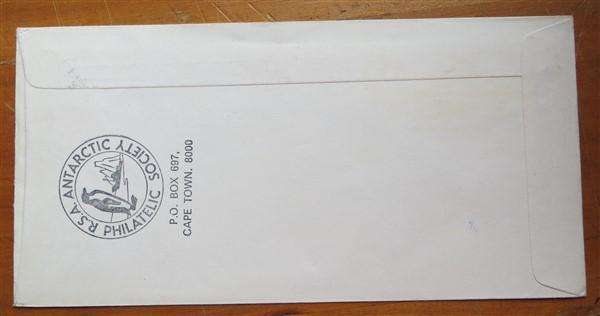 R.S.A. ANTARCTIC SOCIETY
PHILATELIC
P.O. BOX 697,
CAPE TOWN. 8000